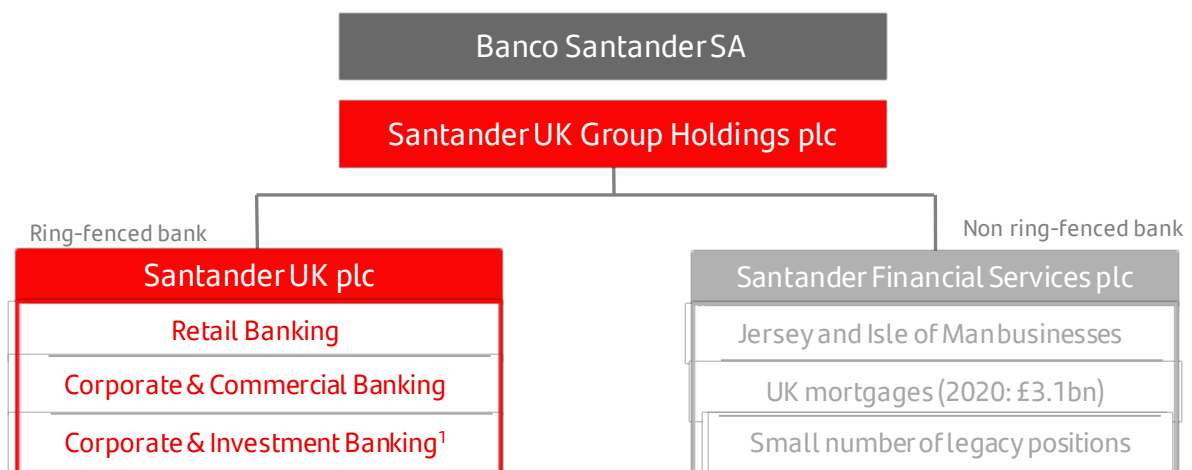 Banco Santander SA
Santander UK Group Holdings plc
Ring-fenced bank
Non ring-fenced bank
Santander UK plc
Retail Banking
Corporate & Commercial Banking
Corporate & Investment Banking¹
Santander Financial Services plc
Jersey and Isle of Man businesses
UK mortgages (2020: £3.1bn)
Small number of legacy positions